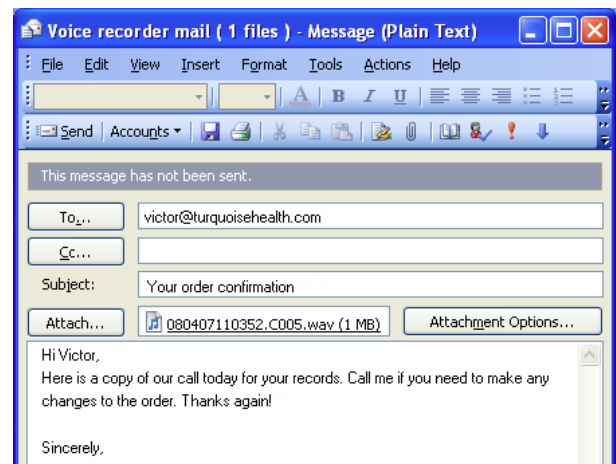 Voice recorder mail ( 1 files ) - Message (Plain Text)
File Edit View Insert Format Tools Actions Help
A B I U
Send Accounts
This message has not been sent.
To... victor@turquoisehealth.com
Cc...
Subject: Your order confirmation
Attach... 080407110352.C005.wav (1 MB) Attachment Options...
Hi Victor,
Here is a copy of our call today for your records. Call me if you need to make any
changes to the order. Thanks again!
Sincerely,